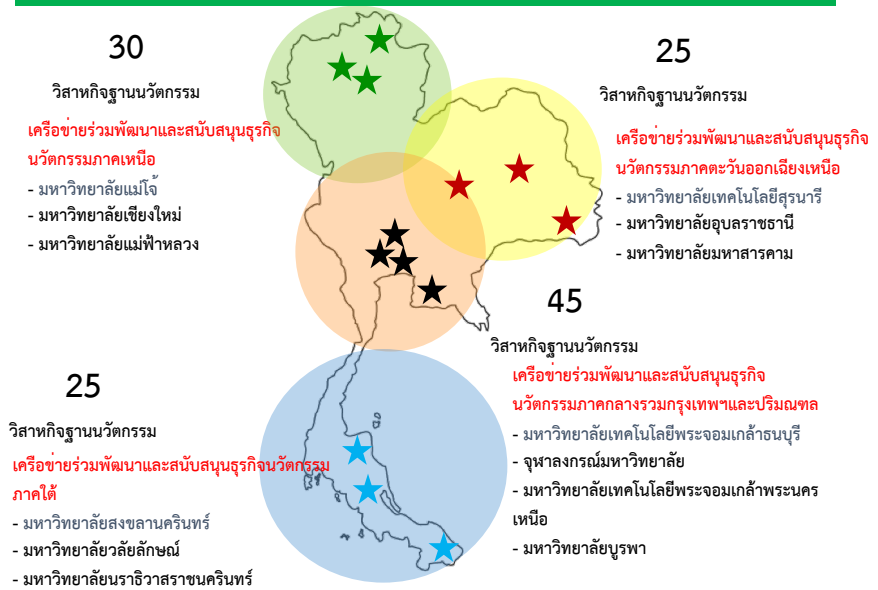 30
วิสาหกิจฐานนวัตกรรม
เครือข่ายร่วมพัฒนาและสนับสนุนธุรกิจ
นวัตกรรมภาคเหนือ
- มหาวิทยาลัยแม่โจ้
- มหาวิทยาลัยเชียงใหม่
- มหาวิทยาลัยแม่ฟ้าหลวง
25
วิสาหกิจฐานนวัตกรรม
เครือข่ายร่วมพัฒนาและสนับสนุนธุรกิจ
นวัตกรรมภาคตะวันออกเฉียงเหนือ
- มหาวิทยาลัยเทคโนโลยีสุรนารี
- มหาวิทยาลัยอุบลราชธานี
- มหาวิทยาลัยมหาสารคาม
45
วิสาหกิจฐานนวัตกรรม
เครือข่ายร่วมพัฒนาและสนับสนุนธุรกิจ
นวัตกรรมภาคกลางรวมกรุงเทพฯและปริมณฑล
- มหาวิทยาลัยเทคโนโลยีพระจอมเกล้าธนบุรี
- จุฬาลงกรณ์มหาวิทยาลัย
- มหาวิทยาลัยเทคโนโลยีพระจอมเกล้าพระนคร
เหนือ
- มหาวิทยาลัยบูรพา
25
วิสาหกิจฐานนวัตกรรม
เครือข่ายร่วมพัฒนาและสนับสนุนธุรกิจนวัตกรรม
ภาคใต้
- มหาวิทยาลัยสงขลานครินทร์
- มหาวิทยาลัยวลัยลักษณ์
- มหาวิทยาลัยนราธิวาสราชนครินทร์